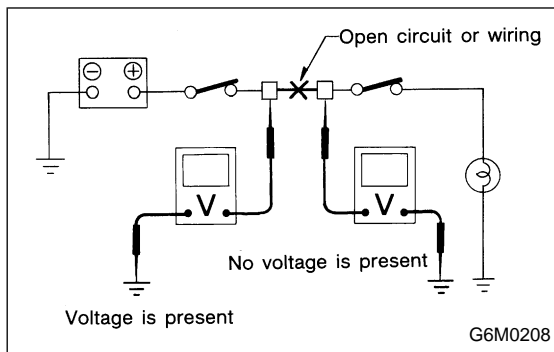 Open circuit or wiring
⊖ ⊕
V
V
No voltage is present
Voltage is present
G6M0208